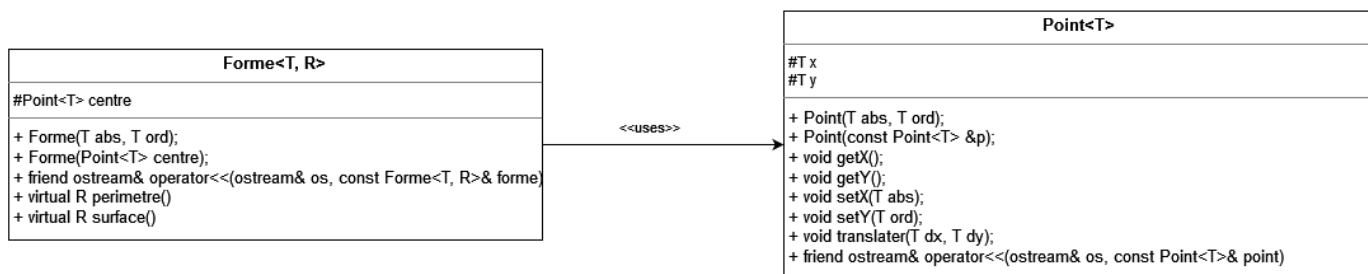 Forme<T, R>
#Point<T> centre
+ Forme(T abs, T ord);
+ Forme(Point<T> centre);
+ friend ostream& operator<<(ostream& os, const Forme<T, R>& forme)
+ virtual R perimetre()
+ virtual R surface()
<<uses>>
Point<T>
#T x
#T y
+ Point(T abs, T ord);
+ Point(const Point<T> &p);
+ void getX();
+ void getY();
+ void setX(T abs);
+ void setY(T ord);
+ void translater(T dx, T dy);
+ friend ostream& operator<<(ostream& os, const Point<T>& point)